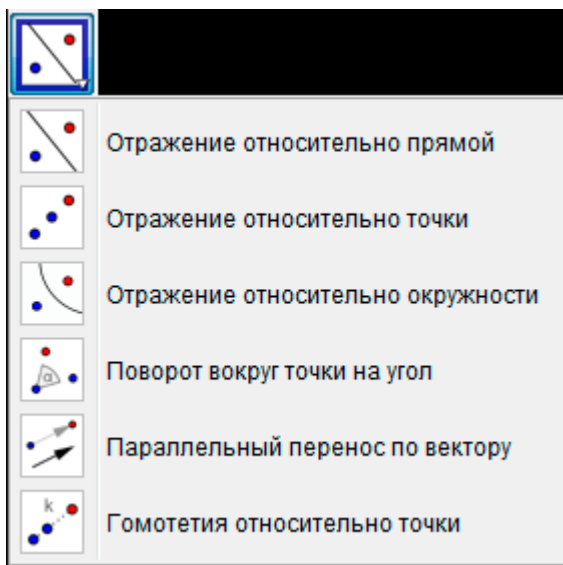 Отражение относительно прямой
Отражение относительно точки
Отражение относительно окружности
α
Поворот вокруг точки на угол
Параллельный перенос по вектору
k
Гомотетия относительно точки